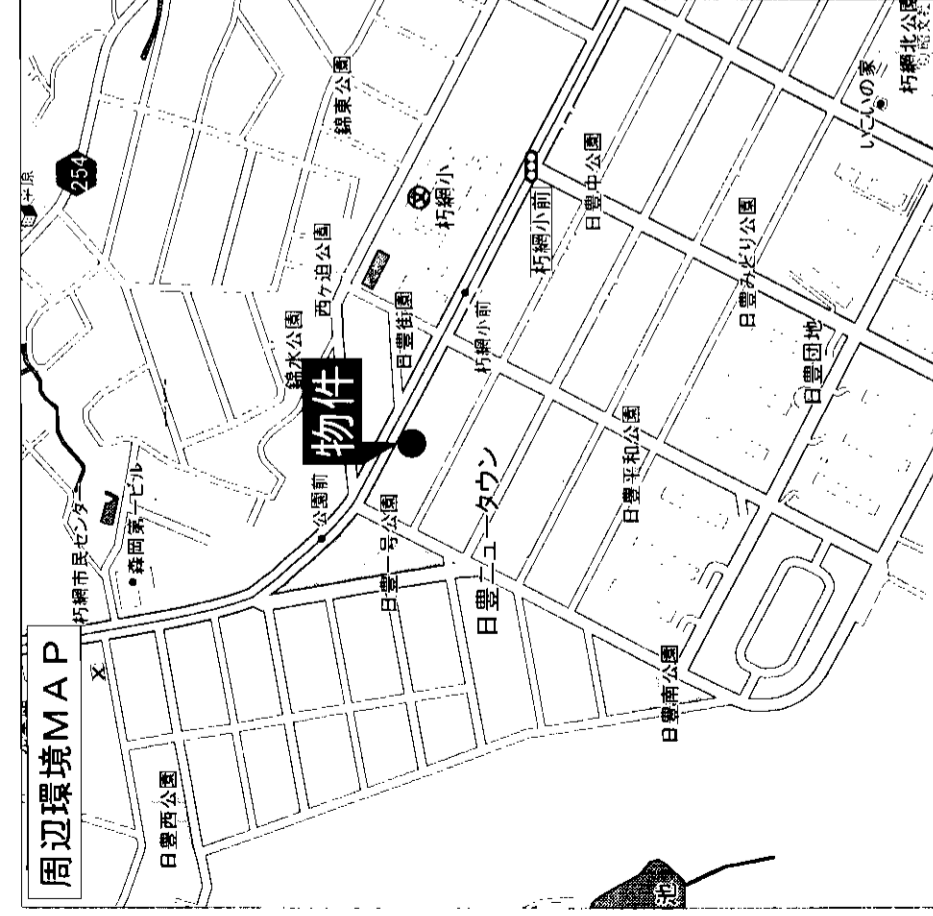 周辺環境MAP
日豊西公園
朽網市民センター
森岡第一ビル
254
公園前
物件
錦水公園
西ヶ迫公園
錦東公園
日豊街園
朽網小
文
朽網小前
朽網小前
日豊一号公園
日豊ニュータウン
日豊中公園
日豊平和公園
日豊みどり公園
日豊南公園
日豊団地
いこいの家
朽網北公園
池